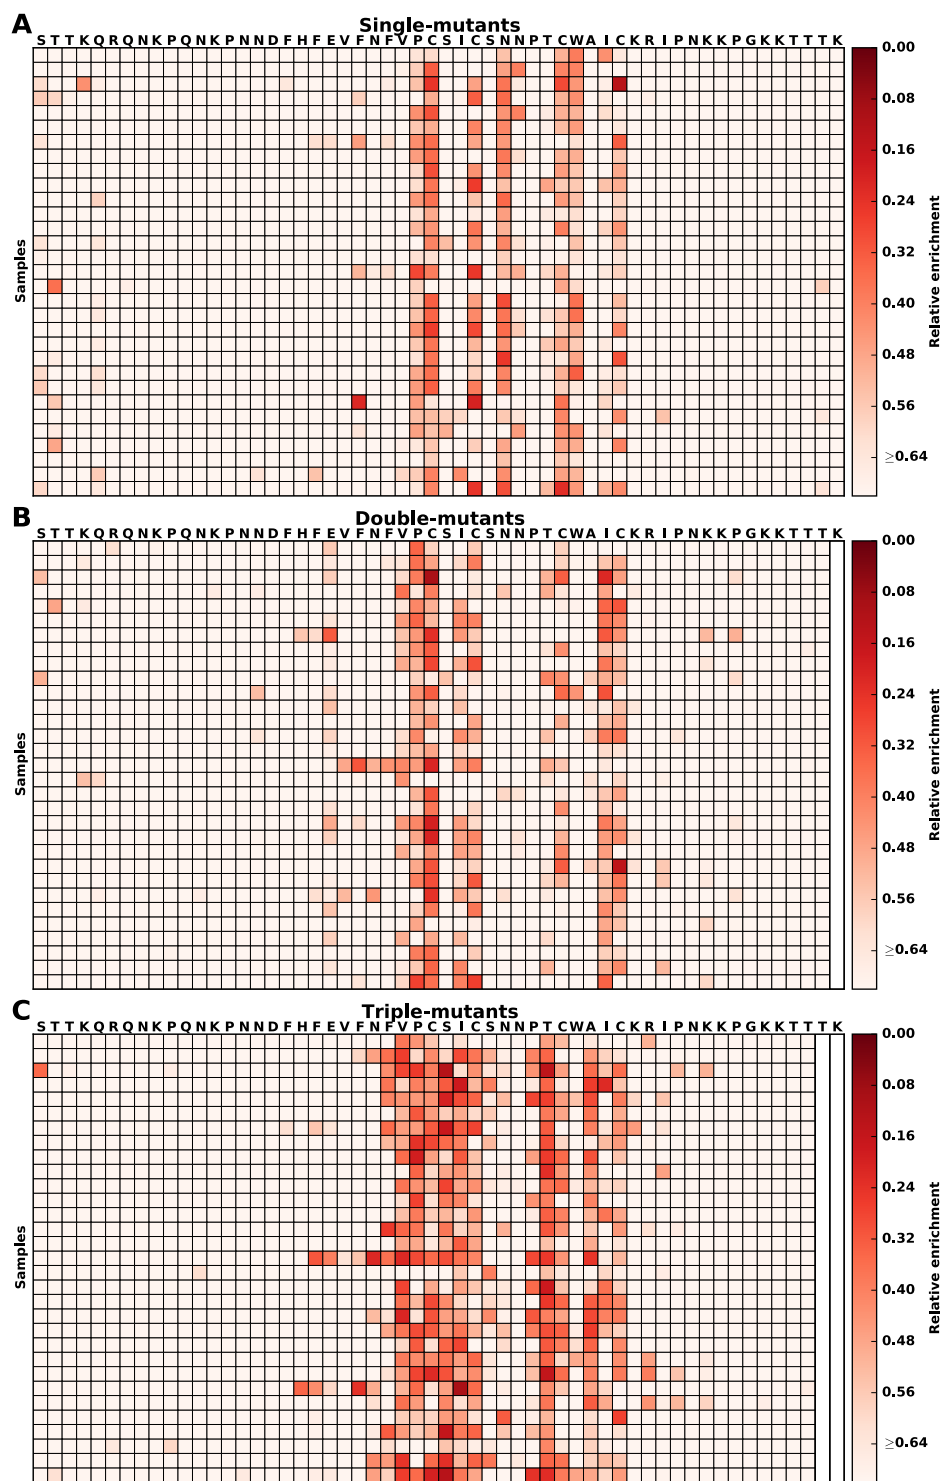 A
Single-mutants
S T T K Q R Q N K P Q N K P N N D F H F E V F N F V P C S I C S N N P T C W A I C K R I P N K K P G K K T T T K
Samples
0.00
0.08
0.16
0.24
0.32
0.40
0.48
0.56
≥0.64
Relative enrichment
B
Double-mutants
S T T K Q R Q N K P Q N K P N N D F H F E V F N F V P C S I C S N N P T C W A I C K R I P N K K P G K K T T T K
Samples
0.00
0.08
0.16
0.24
0.32
0.40
0.48
0.56
≥0.64
Relative enrichment
C
Triple-mutants
S T T K Q R Q N K P Q N K P N N D F H F E V F N F V P C S I C S N N P T C W A I C K R I P N K K P G K K T T T K
Samples
0.00
0.08
0.16
0.24
0.32
0.40
0.48
0.56
≥0.64
Relative enrichment